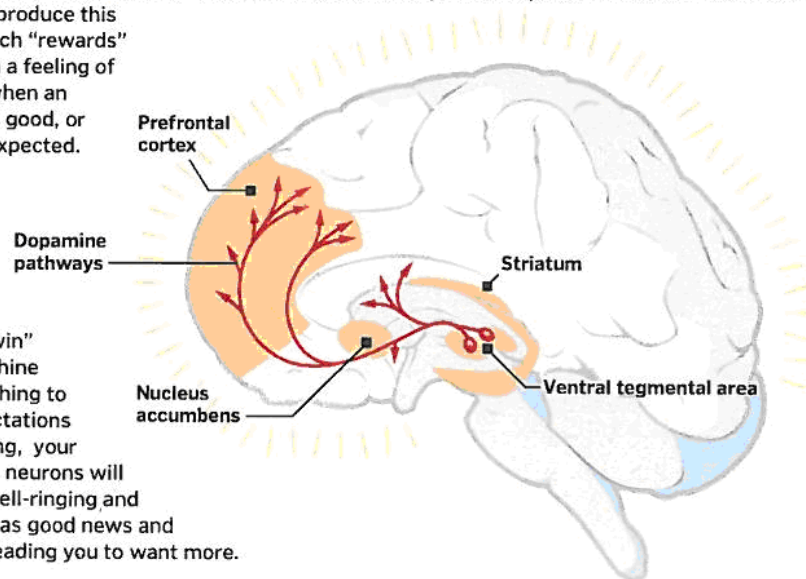 produce this
ch “rewards”
a feeling of
when an
good, or
xpected.
Prefrontal
cortex
Dopamine
pathways
Striatum
Ventral tegmental area
Nucleus
accumbens
vin”
hine
hing to
ctations
ng, your
neurons will
ell-ringing and
as good news and
eading you to want more.